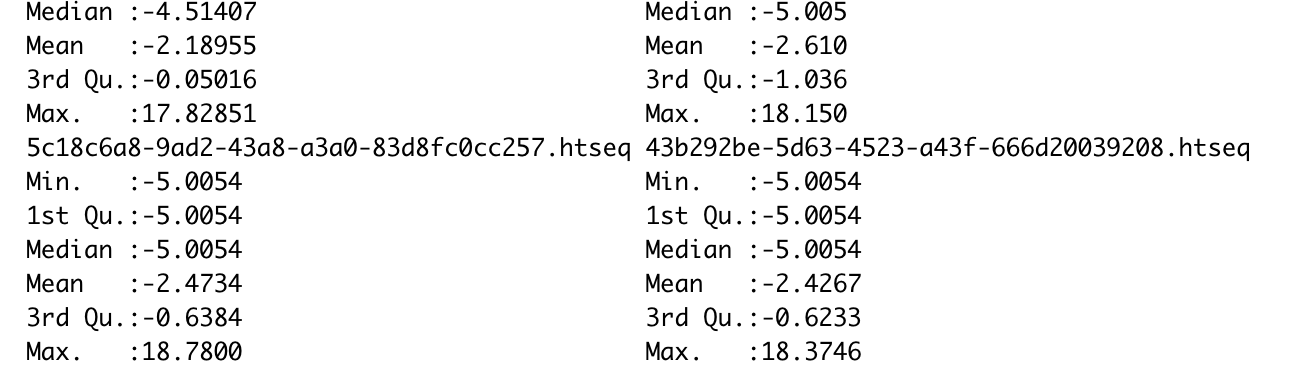 Median :-4.51407 Median :-5.005
Mean :-2.18955 Mean :-2.610
3rd Qu.:-0.05016 3rd Qu.:-1.036
Max. :17.82851 Max. :18.150
5c18c6a8-9ad2-43a8-a3a0-83d8fc0cc257.htseq 43b292be-5d63-4523-a43f-666d20039208.htseq
Min. :-5.0054 Min. :-5.0054
1st Qu.:-5.0054 1st Qu.:-5.0054
Median :-5.0054 Median :-5.0054
Mean :-2.4734 Mean :-2.4267
3rd Qu.:-0.6384 3rd Qu.:-0.6233
Max. :18.7800 Max. :18.3746